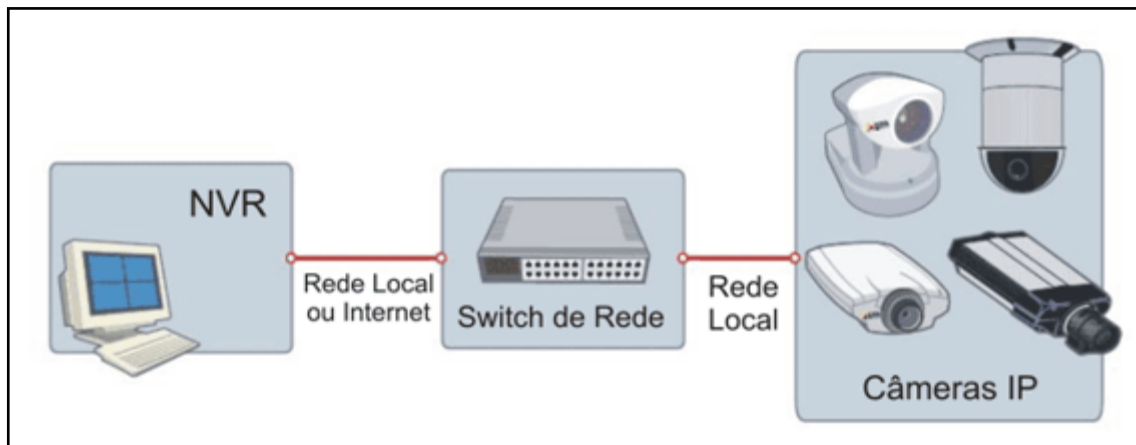 NVR
Rede Local
ou Internet
Switch de Rede
Rede
Local
Câmeras IP